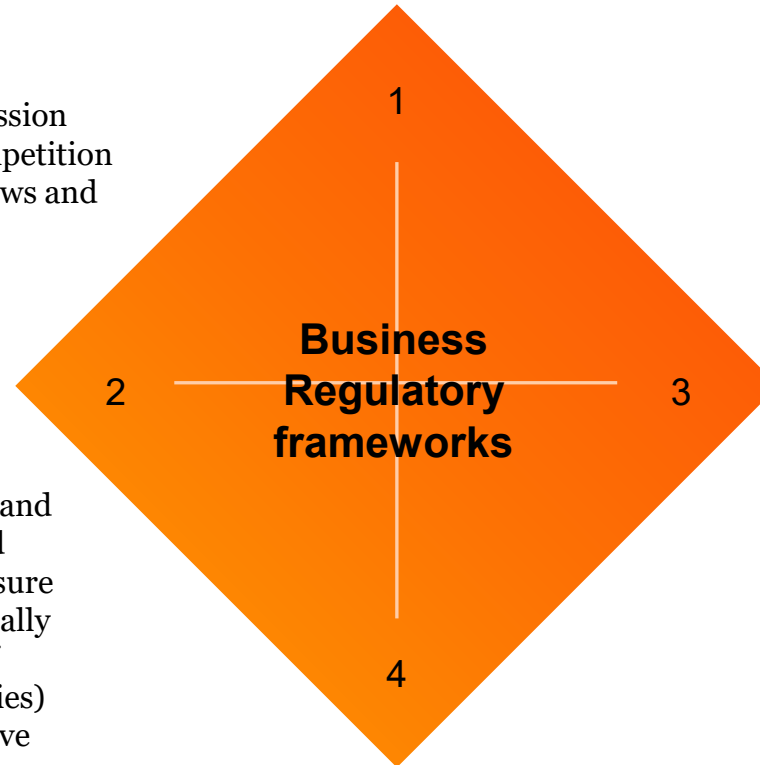 1
ssion
petition
ws and
Business
Regulatory
frameworks
2
3
and
sure
ally
ies)
ve
4